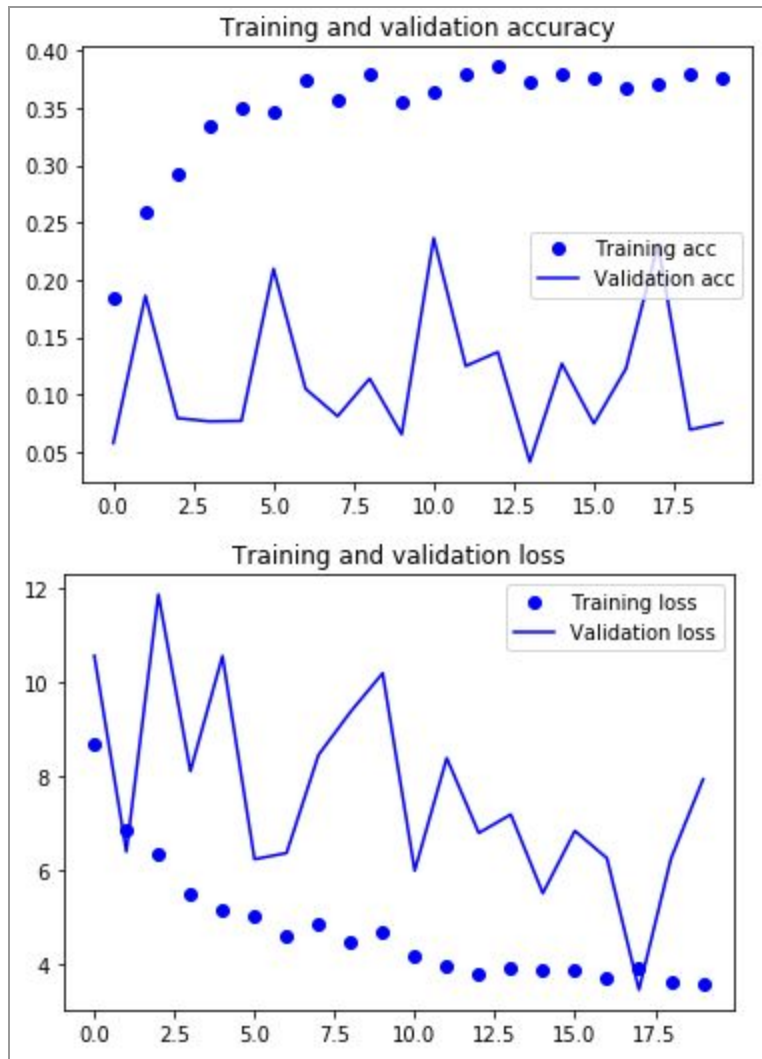 Training and validation accuracy
0.40
0.35
0.30
0.25
0.20
0.15
0.10
0.05
Training acc
Validation acc
0.0 2.5 5.0 7.5 10.0 12.5 15.0 17.5
Training and validation loss
12
10
8
6
4
Training loss
Validation loss
0.0 2.5 5.0 7.5 10.0 12.5 15.0 17.5